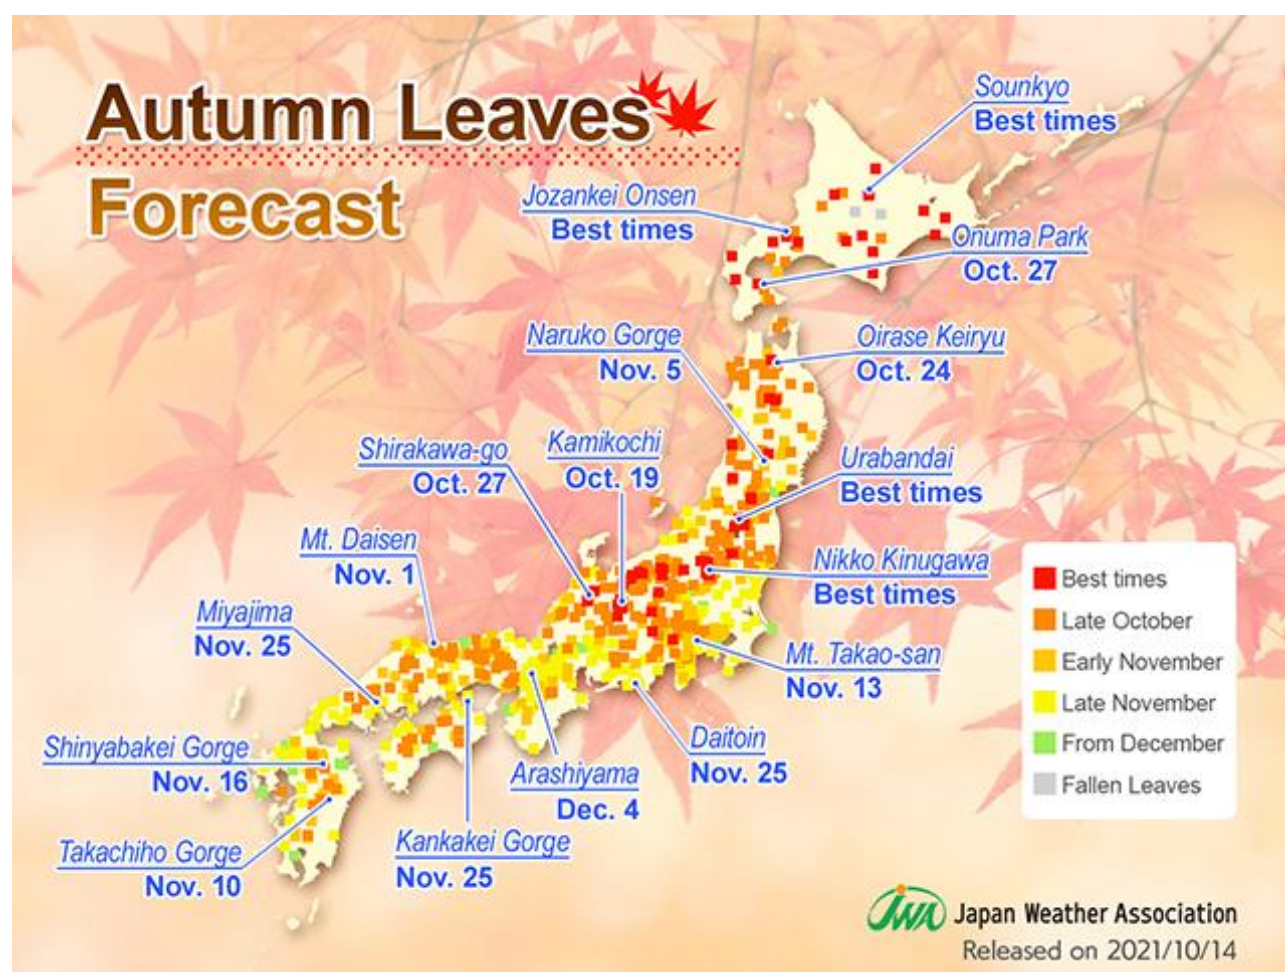 Autumn Leaves
Forecast
Sounkyo
Best times
Jozankei Onsen
Best times
Onuma Park
Oct. 27
Naruko Gorge
Nov. 5
Oirase Keiryu
Oct. 24
Shirakawa-go
Oct. 27
Kamikochi
Oct. 19
Urabandai
Best times
Mt. Daisen
Nov. 1
Nikko Kinugawa
Best times
Miyajima
Nov. 25
Mt. Takao-san
Nov. 13
Shinyabakei Gorge
Nov. 16
Daitoin
Nov. 25
Arashiyama
Dec. 4
Takachiho Gorge
Nov. 10
Kankakei Gorge
Nov. 25
Best times
Late October
Early November
Late November
From December
Fallen Leaves
JWA Japan Weather Association
Released on 2021/10/14